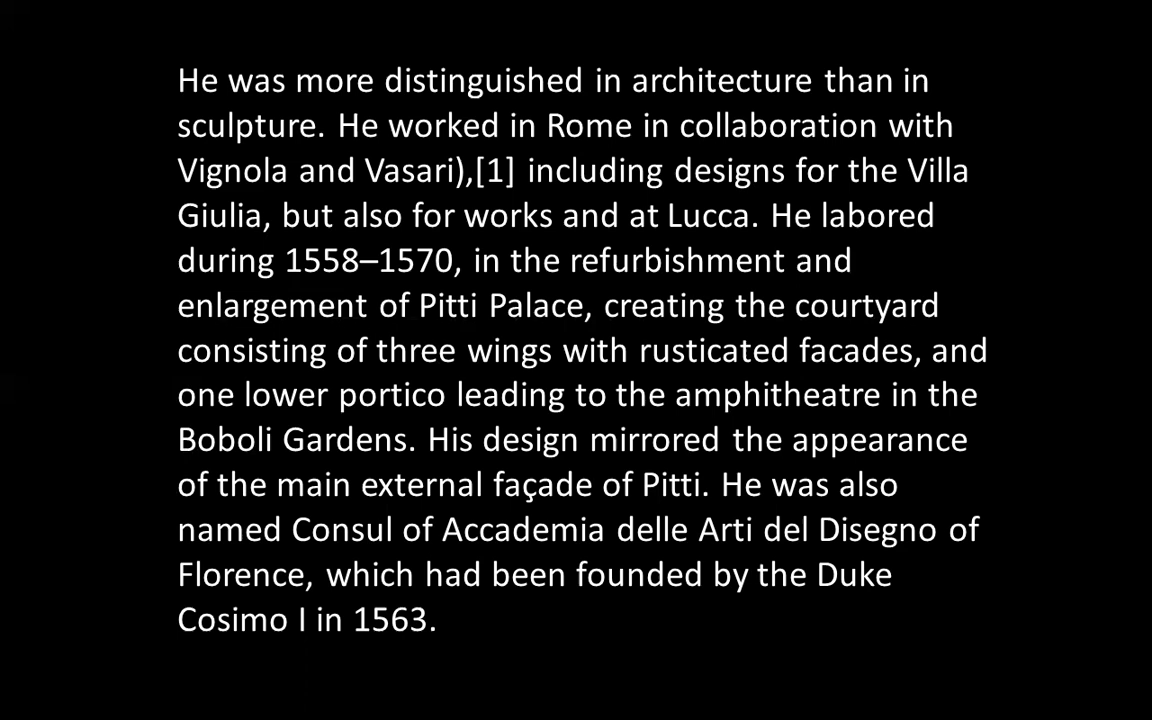 He was more distinguished in architecture than in
sculpture. He worked in Rome in collaboration with
Vignola and Vasari),[1] including designs for the Villa
Giulia, but also for works and at Lucca. He labored
during 1558–1570, in the refurbishment and
enlargement of Pitti Palace, creating the courtyard
consisting of three wings with rusticated facades, and
one lower portico leading to the amphitheatre in the
Boboli Gardens. His design mirrored the appearance
of the main external façade of Pitti. He was also
named Consul of Accademia delle Arti del Disegno of
Florence, which had been founded by the Duke
Cosimo I in 1563.